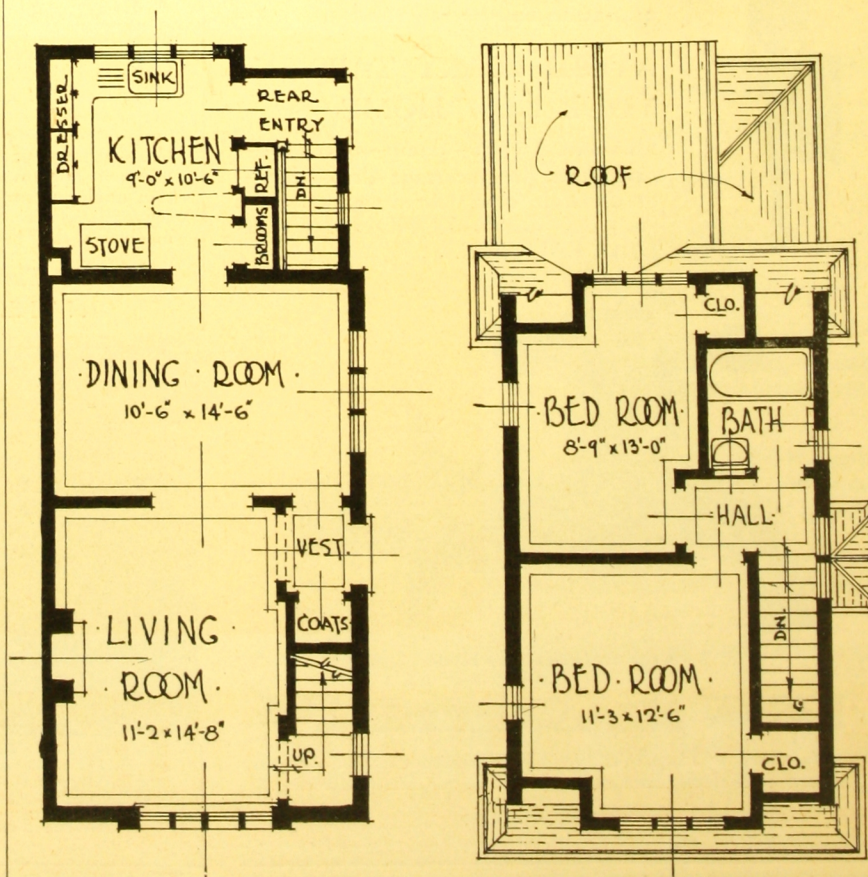 SINK
DRESSER
REAR
ENTRY
KITCHEN
9'-0" x 10'-6"
REF.
DN.
BROOMS
STOVE
DINING ROOM
10'-6" x 14'-6"
VEST.
COATS
LIVING
ROOM
11'-2 x 14'-8"
UP.
ROOF
CLO.
BED ROOM
8'-9" x 13'-0"
BATH
HALL
DN.
BED ROOM
11'-3 x 12'-6"
CLO.